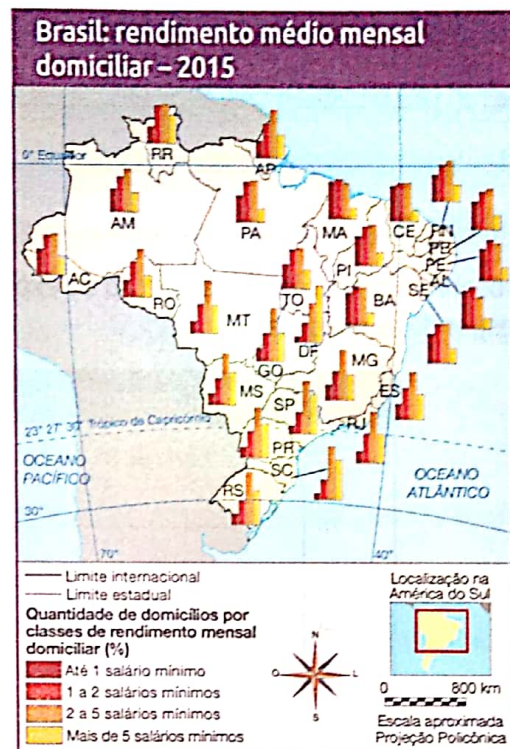 Brasil: rendimento médio mensal
domiciliar – 2015
0° Equador
RR
AP
AM
PA
MA
CE
RN
PB
PE
AL
SE
PI
AC
RO
TO
BA
MT
DF
GO
MG
MS
SP
ES
RJ
23° 27' 30" Trópico de Capricórnio
PR
SC
RS
OCEANO
PACÍFICO
OCEANO
ATLÂNTICO
30°
70°
40°
Limite internacional
Limite estadual
Quantidade de domicílios por
classes de rendimento mensal
domiciliar (%)
Até 1 salário mínimo
1 a 2 salários mínimos
2 a 5 salários mínimos
Mais de 5 salários mínimos
N
O
L
S
Localização na
América do Sul
0 800 km
Escala aproximada
Projeção Policônica